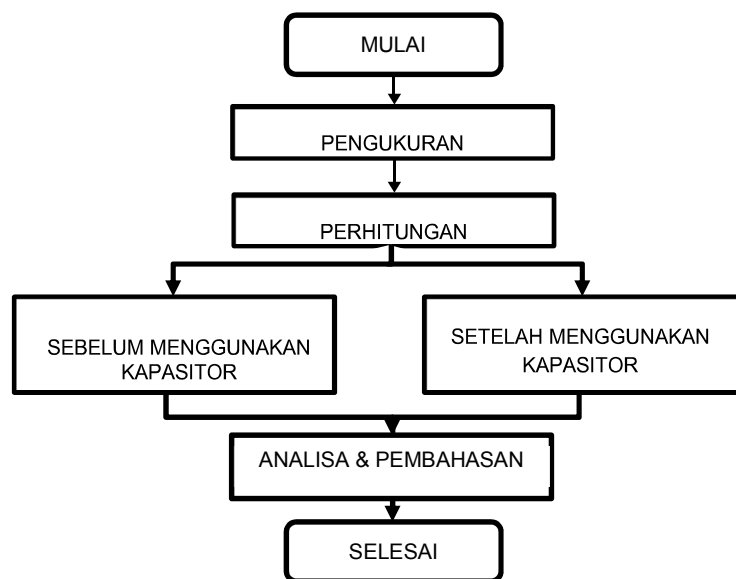 MULAI
PENGUKURAN
PERHITUNGAN
SEBELUM MENGGUNAKAN
KAPASITOR
SETELAH MENGGUNAKAN
KAPASITOR
ANALISA & PEMBAHASAN
SELESAI